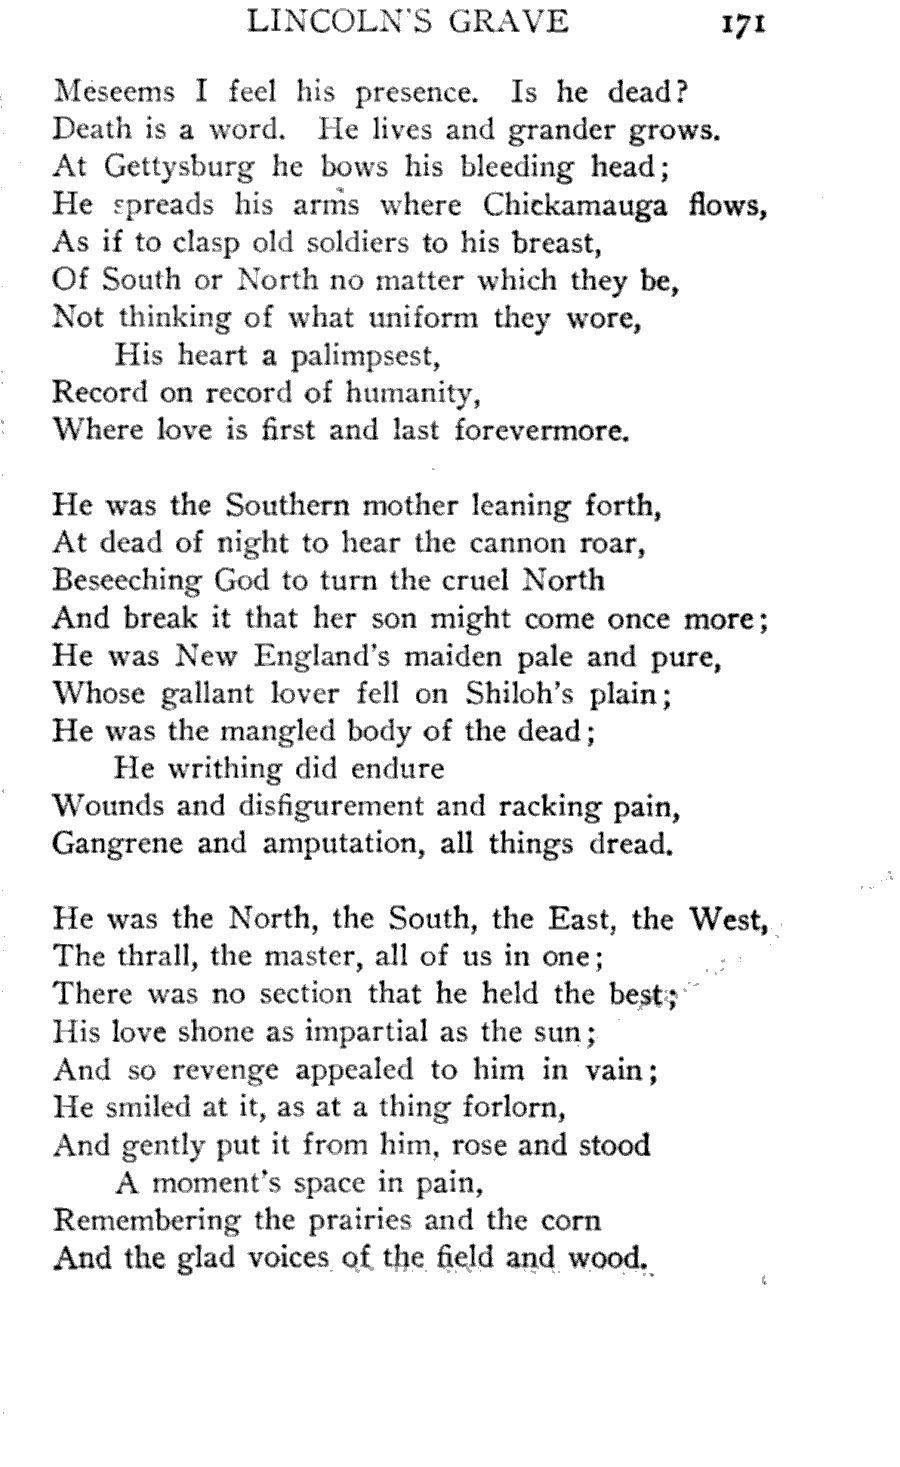 LINCOLN'S GRAVE 171
Meseems I feel his presence. Is he dead?
Death is a word. He lives and grander grows.
At Gettysburg he bows his bleeding head;
He spreads his arms where Chickamauga flows,
As if to clasp old soldiers to his breast,
Of South or North no matter which they be,
Not thinking of what uniform they wore,
His heart a palimpsest,
Record on record of humanity,
Where love is first and last forevermore.
He was the Southern mother leaning forth,
At dead of night to hear the cannon roar,
Beseeching God to turn the cruel North
And break it that her son might come once more;
He was New England's maiden pale and pure,
Whose gallant lover fell on Shiloh's plain;
He was the mangled body of the dead;
He writhing did endure
Wounds and disfigurement and racking pain,
Gangrene and amputation, all things dread.
He was the North, the South, the East, the West,
The thrall, the master, all of us in one;
There was no section that he held the best;
His love shone as impartial as the sun;
And so revenge appealed to him in vain;
He smiled at it, as at a thing forlorn,
And gently put it from him, rose and stood
A moment's space in pain,
Remembering the prairies and the corn
And the glad voices of the field and wood.